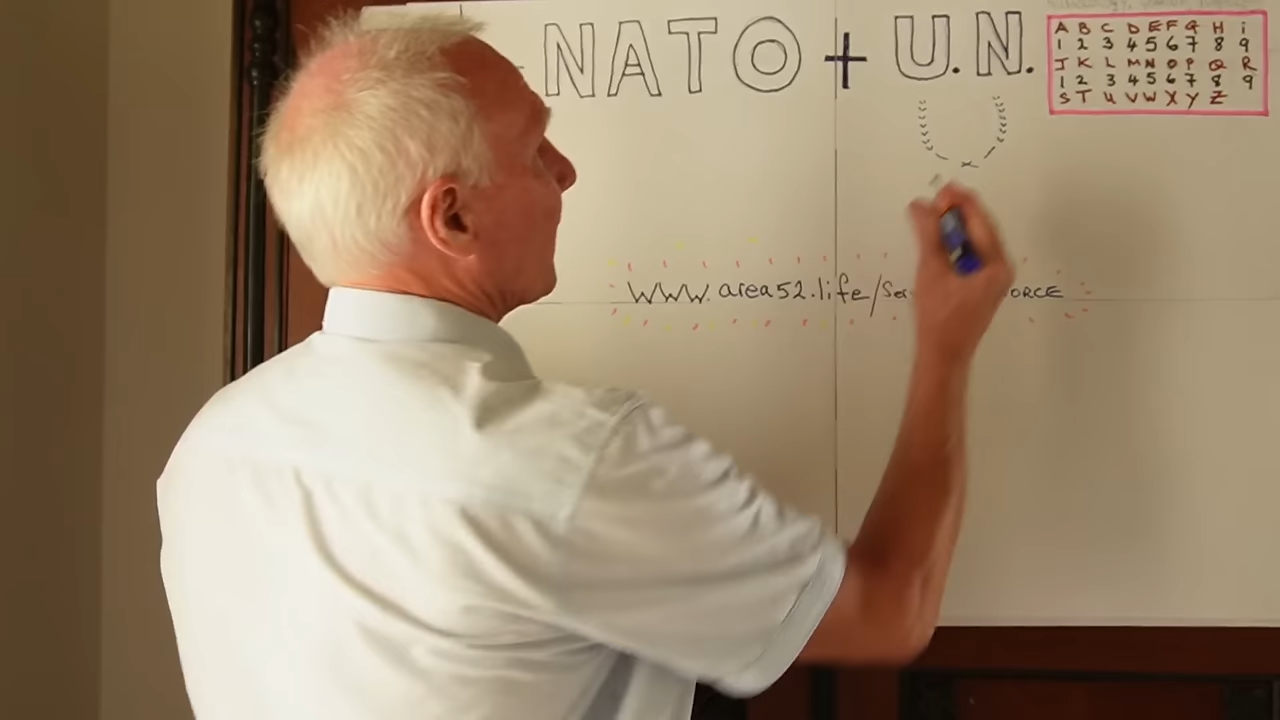 NATO + U.N.
A B C D E F G H i
1 2 3 4 5 6 7 8 9
J K L M N O P Q R
1 2 3 4 5 6 7 8 9
S T U V W X Y Z
www.area52.life/